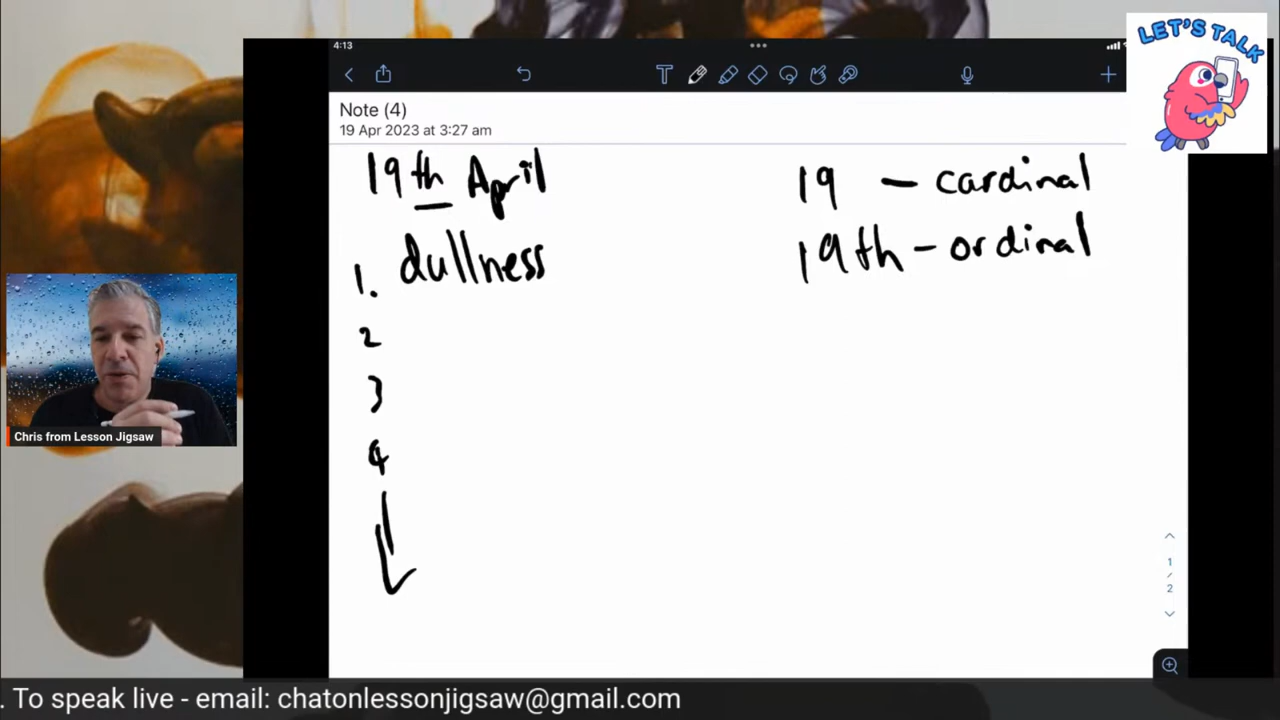 LET'S TALK
4:13
Note (4)
19 Apr 2023 at 3:27 am
19th April
19 - cardinal
19th - ordinal
1. dullness
2
3
4
1
/
2
Chris from Lesson Jigsaw
. To speak live - email: chatonlessonjigsaw@gmail.com